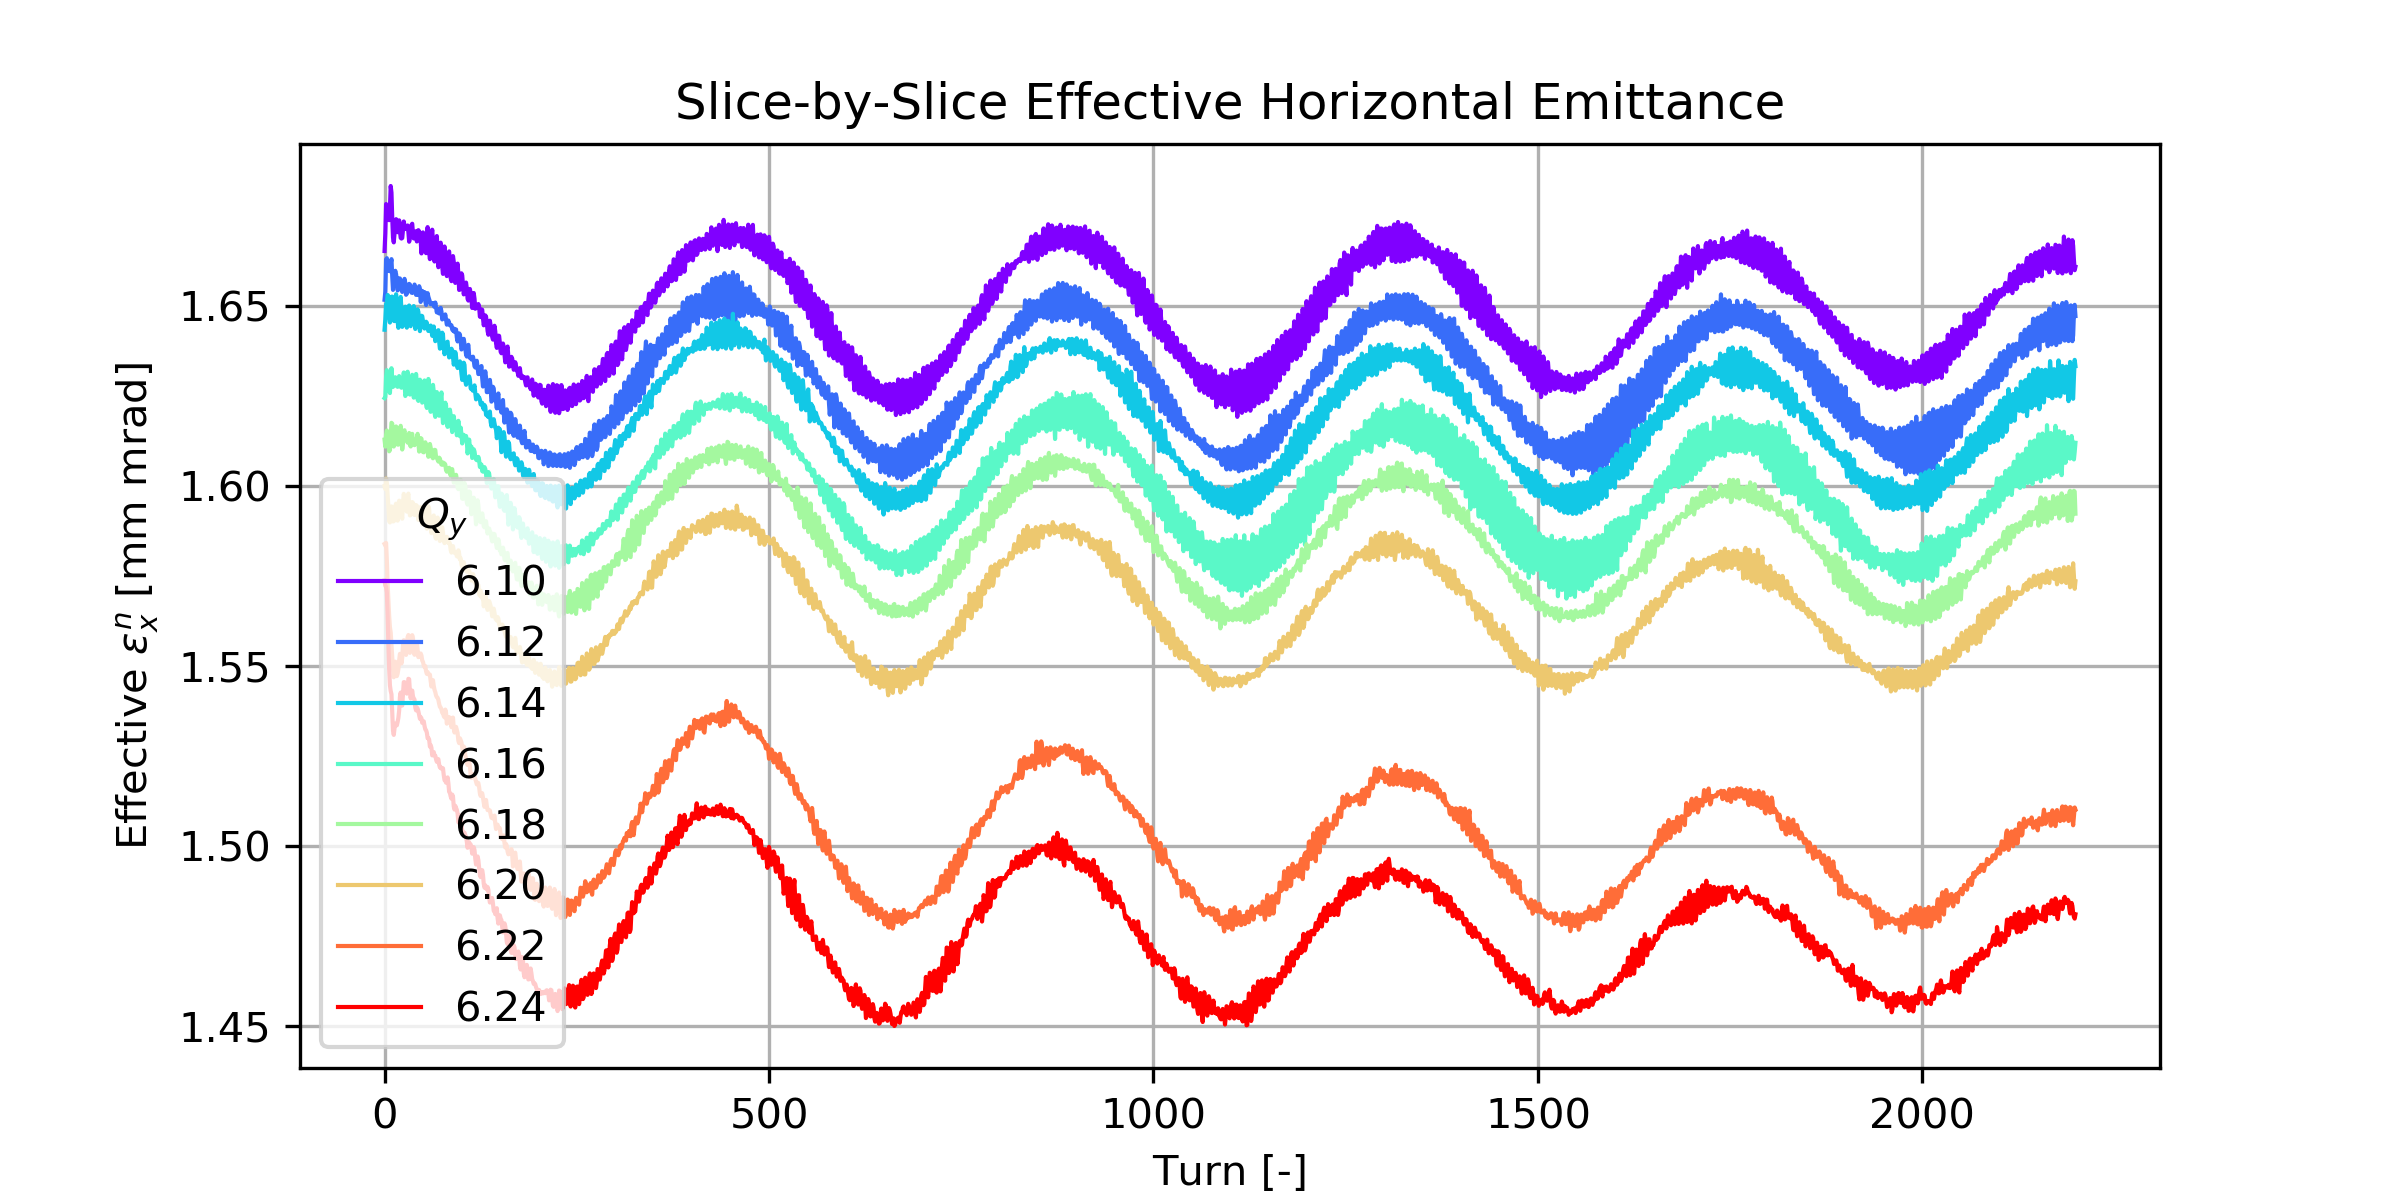 Slice-by-Slice Effective Horizontal Emittance
Effective εₓⁿ [mm mrad]
1.65
1.60
1.55
1.50
1.45
Q_y
6.10
6.12
6.14
6.16
6.18
6.20
6.22
6.24
0 500 1000 1500 2000
Turn [-]